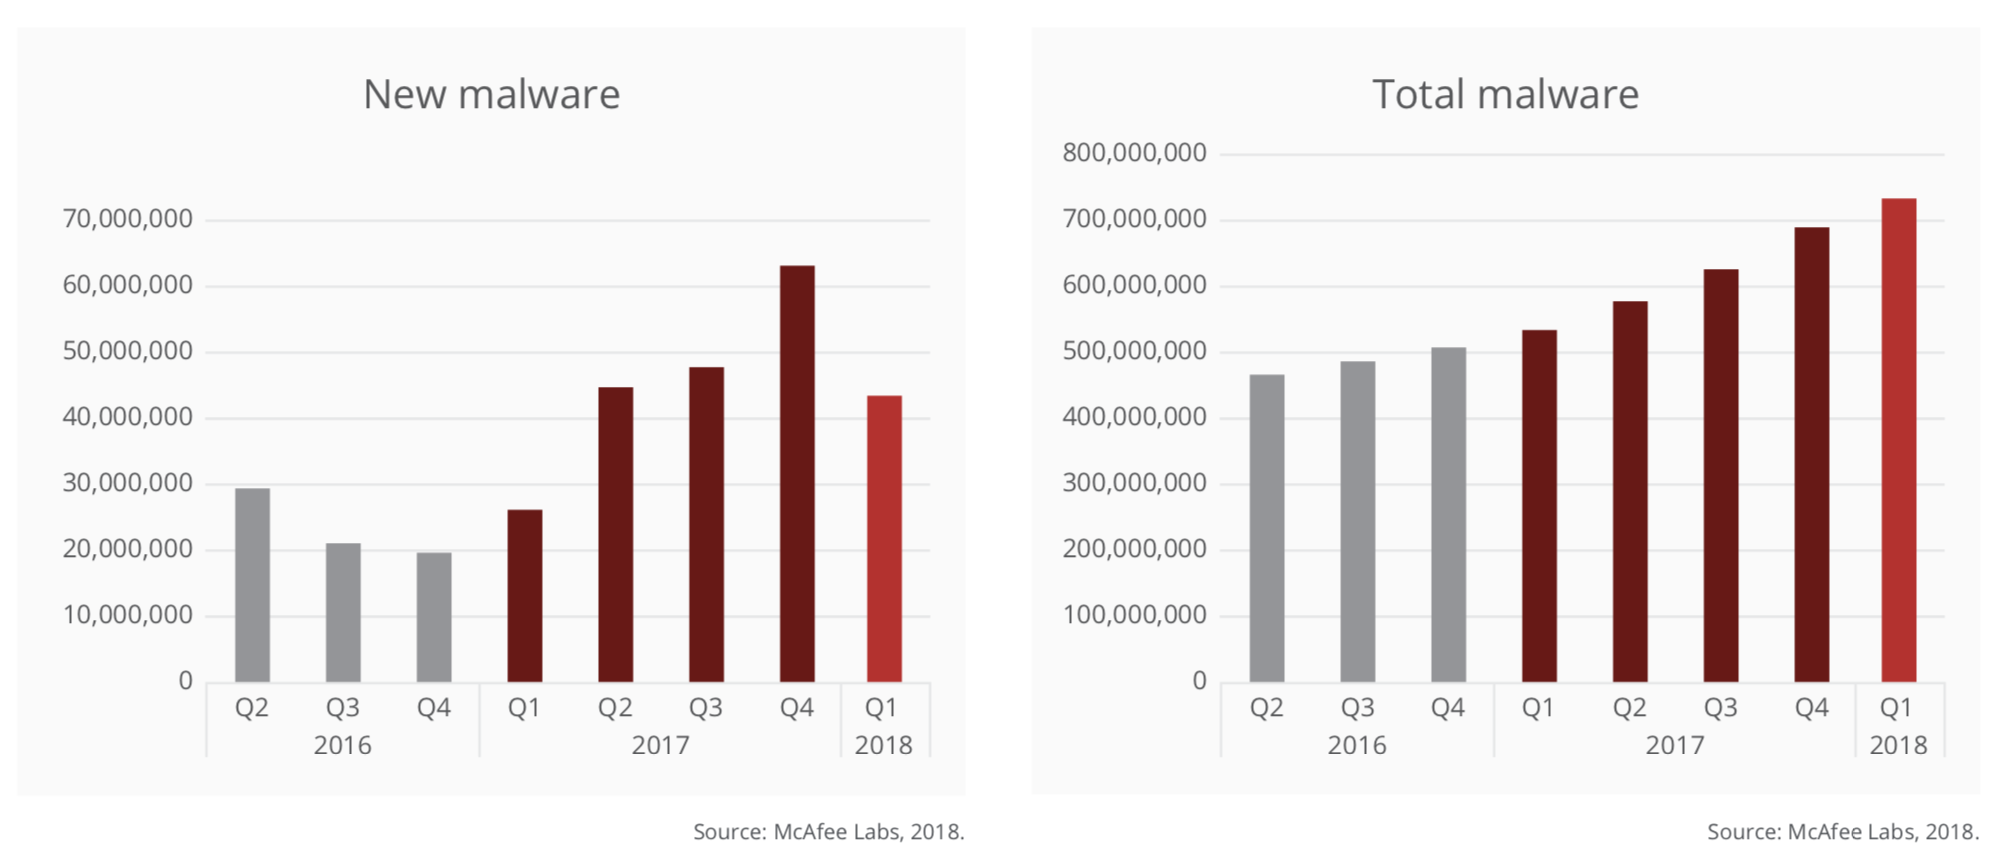 New malware
70,000,000
60,000,000
50,000,000
40,000,000
30,000,000
20,000,000
10,000,000
0
Q2 Q3 Q4 Q1 Q2 Q3 Q4 Q1
2016 2017 2018
Source: McAfee Labs, 2018.
Total malware
800,000,000
700,000,000
600,000,000
500,000,000
400,000,000
300,000,000
200,000,000
100,000,000
0
Q2 Q3 Q4 Q1 Q2 Q3 Q4 Q1
2016 2017 2018
Source: McAfee Labs, 2018.